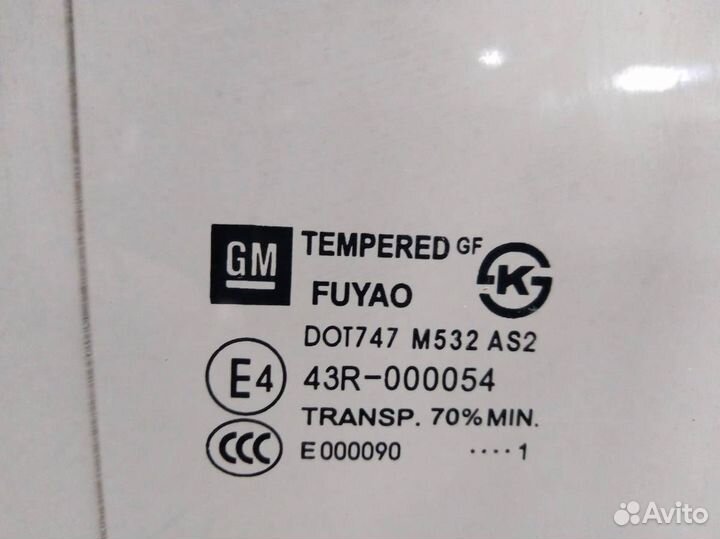 GM TEMPERED GF K
FUYAO
DOT747 M532 AS2
E4 43R-000054
TRANSP. 70% MIN.
CCC E000090 ····1
Avito